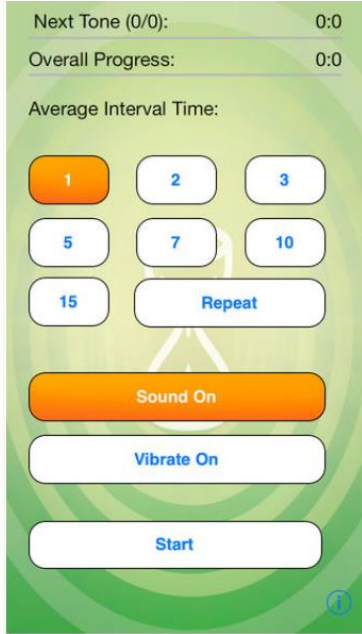 Next Tone (0/0): 0:0
Overall Progress: 0:0
Average Interval Time:
1 2 3
5 7 10
15 Repeat
Sound On
Vibrate On
Start
i